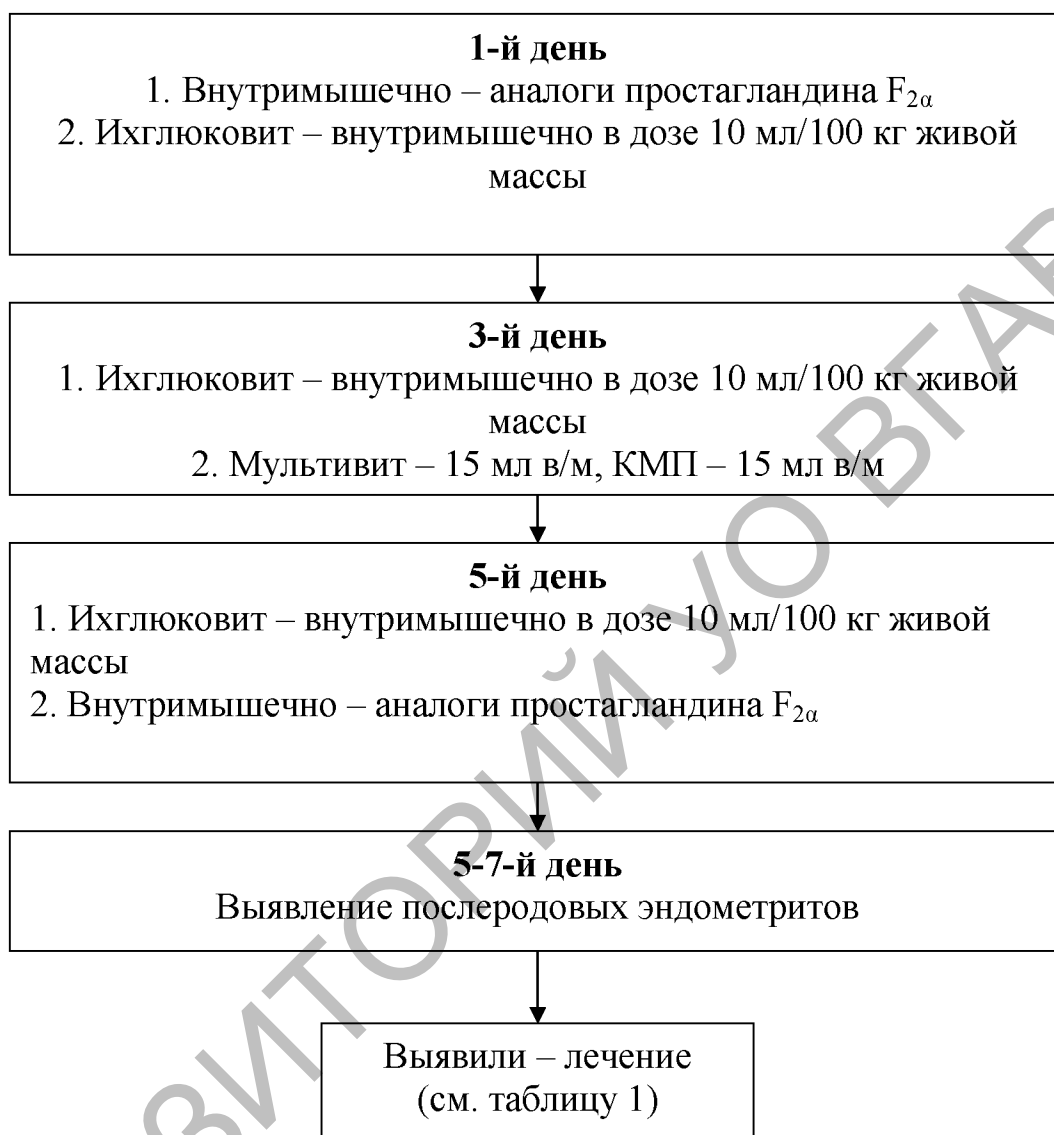 1-й день
1. Внутримышечно – аналоги простагландина F₂α
2. Ихглюковит – внутримышечно в дозе 10 мл/100 кг живой
массы
3-й день
1. Ихглюковит – внутримышечно в дозе 10 мл/100 кг живой
массы
2. Мультивит – 15 мл в/м, КМП – 15 мл в/м
5-й день
1. Ихглюковит – внутримышечно в дозе 10 мл/100 кг живой
массы
2. Внутримышечно – аналоги простагландина F₂α
5-7-й день
Выявление послеродовых эндометритов
Выявили – лечение
(см. таблицу 1)
ЗИТОРИЙ УО ВГА